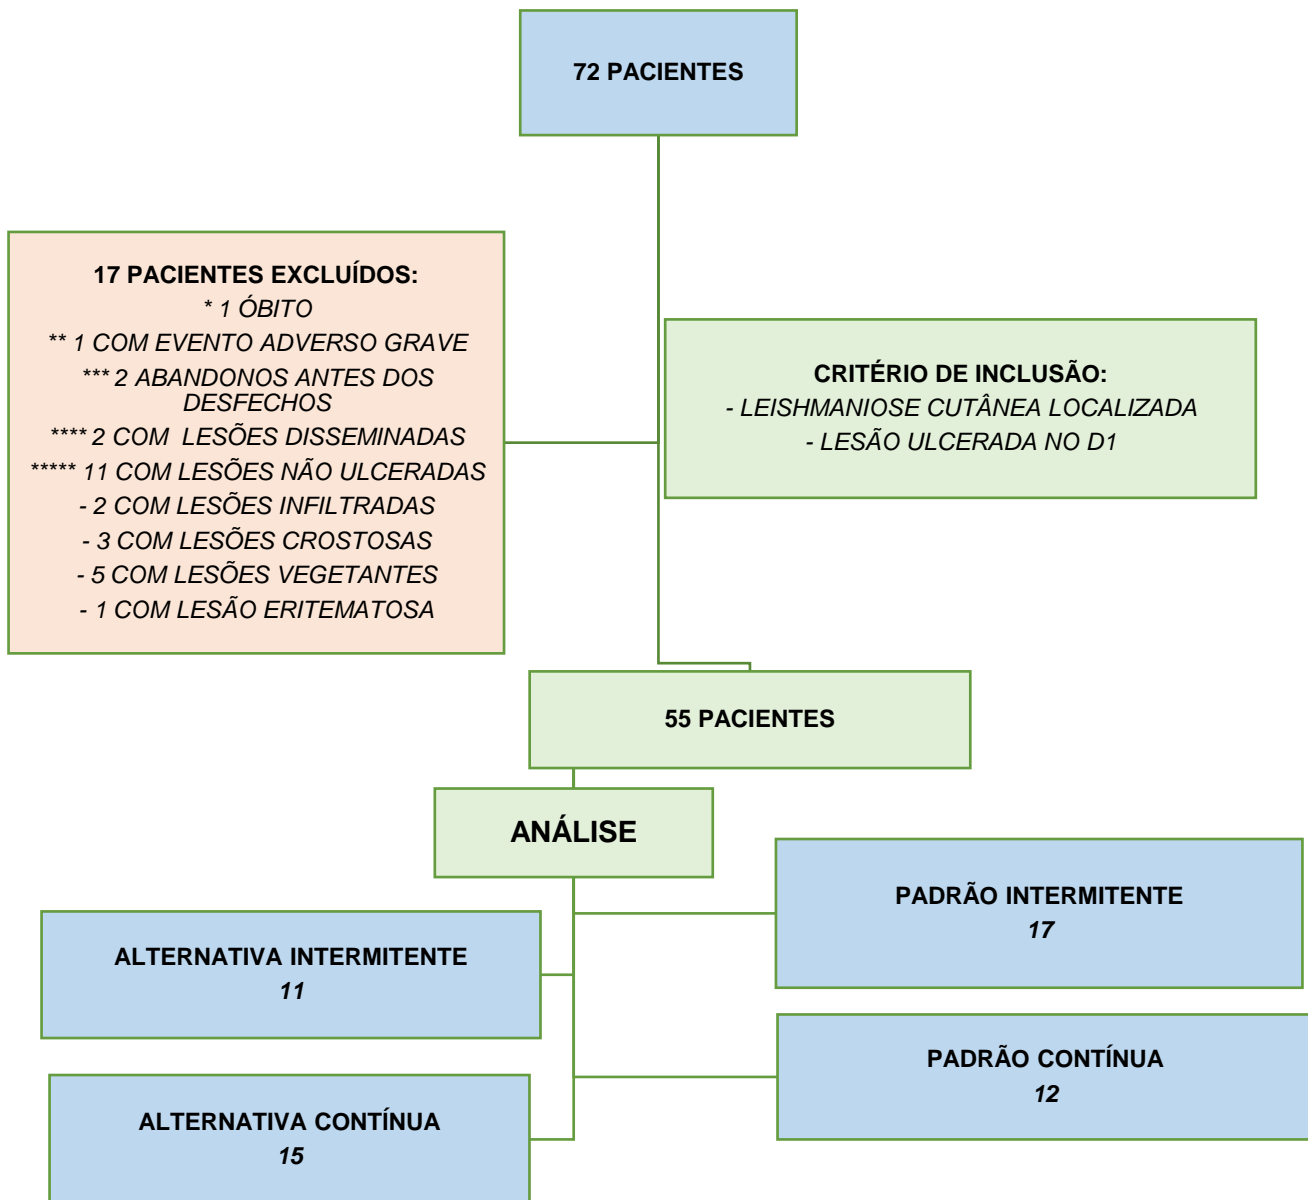 72 PACIENTES
17 PACIENTES EXCLUÍDOS:
* 1 ÓBITO
** 1 COM EVENTO ADVERSO GRAVE
*** 2 ABANDONOS ANTES DOS
DESFECHOS
**** 2 COM LESÕES DISSEMINADAS
***** 11 COM LESÕES NÃO ULCERADAS
- 2 COM LESÕES INFILTRADAS
- 3 COM LESÕES CROSTOSAS
- 5 COM LESÕES VEGETANTES
- 1 COM LESÃO ERITEMATOSA
CRITÉRIO DE INCLUSÃO:
- LEISHMANIOSE CUTÂNEA LOCALIZADA
- LESÃO ULCERADA NO D1
55 PACIENTES
ANÁLISE
PADRÃO INTERMITENTE
17
ALTERNATIVA INTERMITENTE
11
PADRÃO CONTÍNUA
12
ALTERNATIVA CONTÍNUA
15